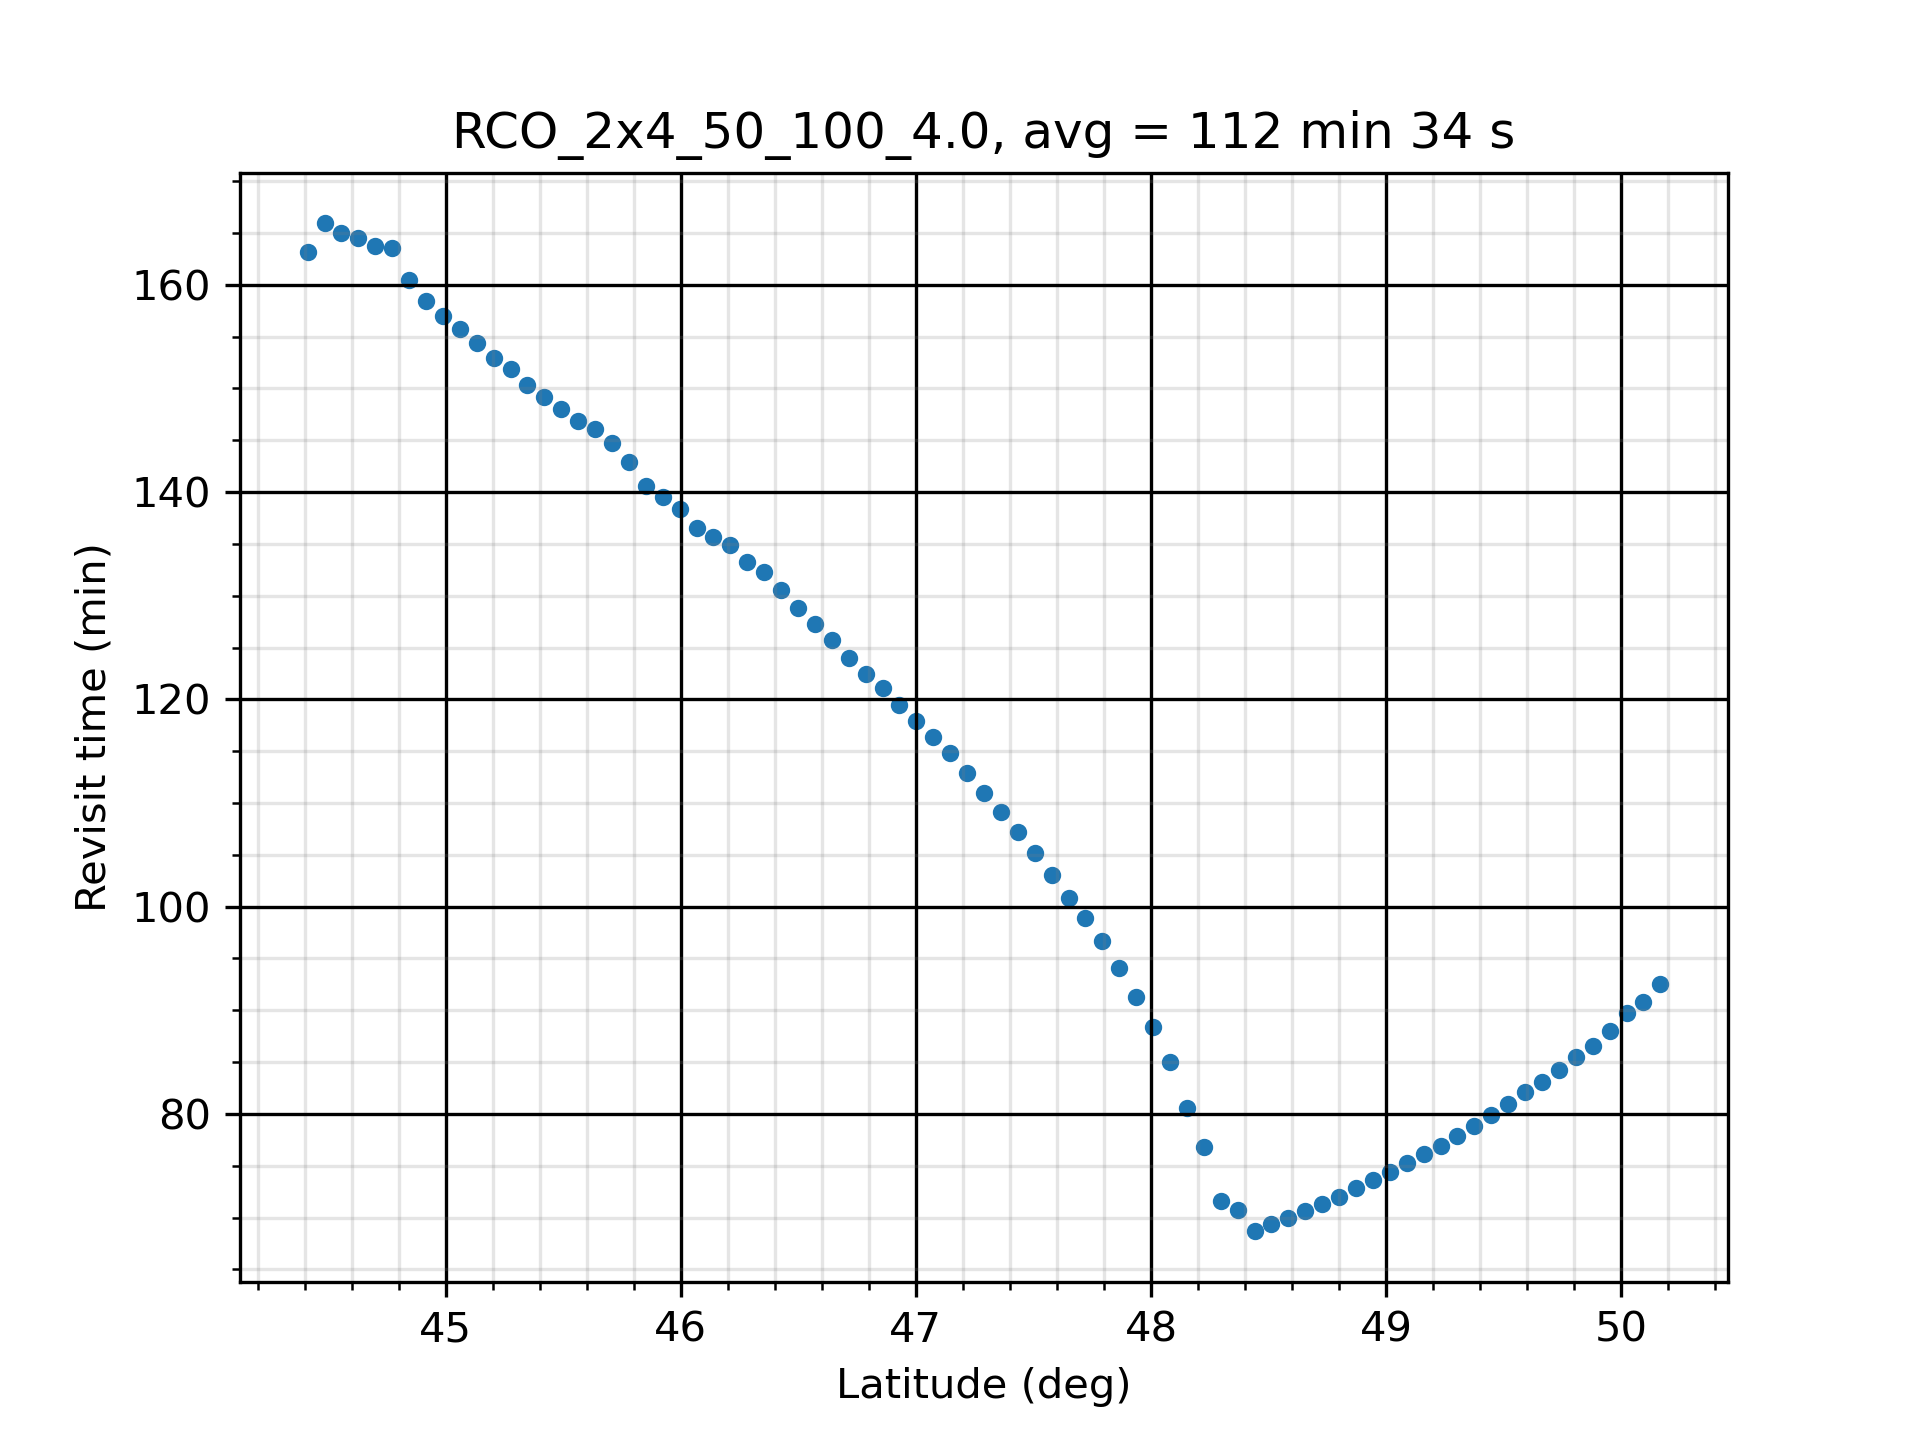 RCO_2x4_50_100_4.0, avg = 112 min 34 s
160
140
120
100
80
Revisit time (min)
45 46 47 48 49 50
Latitude (deg)